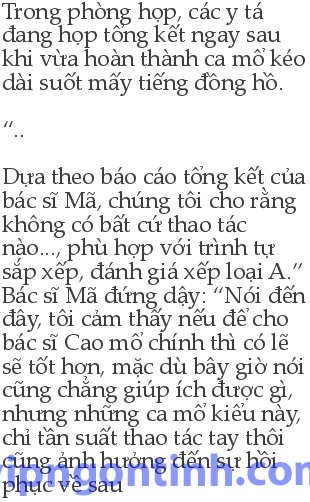 Trong phòng họp, các y tá
đang họp tổng kết ngay sau
khi vừa hoàn thành ca mổ kéo
dài suốt mấy tiếng đồng hồ.
“..
Dựa theo báo cáo tổng kết của
bác sĩ Mã, chúng tôi cho rằng
không có bất cứ thao tác
nào..., phù hợp với trình tự
sắp xếp, đánh giá xếp loại A.”
Bác sĩ Mã đứng dậy: “Nói đến
đây, tôi cảm thấy nếu để cho
bác sĩ Cao mổ chính thì có lẽ
sẽ tốt hơn, mặc dù bây giờ nói
cũng chẳng giúp ích được gì,
nhưng những ca mổ kiểu này,
chỉ tần suất thao tác tay thôi
cũng ảnh hưởng đến sự hồi
phục về sau
vipngontinh.com